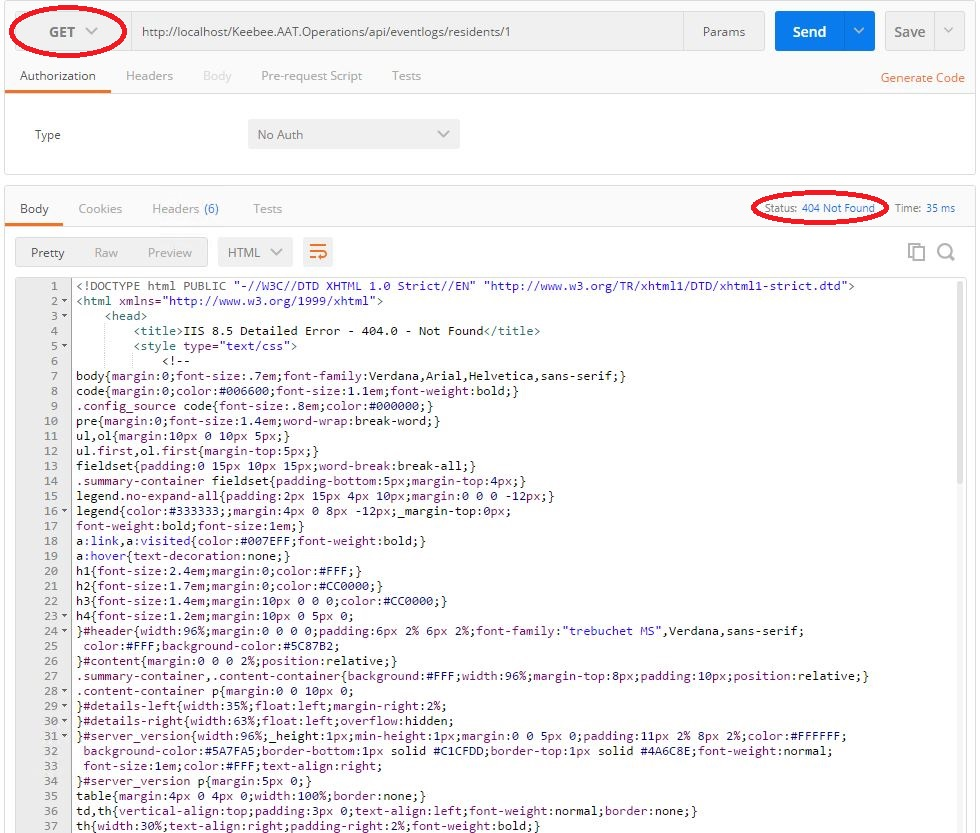 GET http://localhost/Keebee.AAT.Operations/api/eventlogs/residents/1 Params Send Save
Authorization Headers Body Pre-request Script Tests Generate Code
Type No Auth
Body Cookies Headers (6) Tests Status: 404 Not Found Time: 35 ms
Pretty Raw Preview HTML
1 <!DOCTYPE html PUBLIC "-//W3C//DTD XHTML 1.0 Strict//EN" "http://www.w3.org/TR/xhtml1/DTD/xhtml1-strict.dtd">
2 <html xmlns="http://www.w3.org/1999/xhtml">
3 <head>
4 <title>IIS 8.5 Detailed Error - 404.0 - Not Found</title>
5 <style type="text/css">
6 <!--
7 body{margin:0;font-size:.7em;font-family:Verdana,Arial,Helvetica,sans-serif;}
8 code{margin:0;color:#006600;font-size:1.1em;font-weight:bold;}
9 .config_source code{font-size:.8em;color:#000000;}
10 pre{margin:0;font-size:1.4em;word-wrap:break-word;}
11 ul,ol{margin:10px 0 10px 5px;}
12 ul.first,ol.first{margin-top:5px;}
13 fieldset{padding:0 15px 10px 15px;word-break:break-all;}
14 .summary-container fieldset{padding-bottom:5px;margin-top:4px;}
15 legend.no-expand-all{padding:2px 15px 4px 10px;margin:0 0 0 -12px;}
16 legend{color:#333333;;margin:4px 0 8px -12px;_margin-top:0px;
17 font-weight:bold;font-size:1em;}
18 a:link,a:visited{color:#007EFF;font-weight:bold;}
19 a:hover{text-decoration:none;}
20 h1{font-size:2.4em;margin:0;color:#FFF;}
21 h2{font-size:1.7em;margin:0;color:#CC0000;}
22 h3{font-size:1.4em;margin:10px 0 0 0;color:#CC0000;}
23 h4{font-size:1.2em;margin:10px 0 5px 0;
24 }#header{width:96%;margin:0 0 0 0;padding:6px 2% 6px 2%;font-family:"trebuchet MS",Verdana,sans-serif;
25 color:#FFF;background-color:#5C87B2;
26 }#content{margin:0 0 0 2%;position:relative;}
27 .summary-container,.content-container{background:#FFF;width:96%;margin-top:8px;padding:10px;position:relative;}
28 .content-container p{margin:0 0 10px 0;
29 }#details-left{width:35%;float:left;margin-right:2%;
30 }#details-right{width:63%;float:left;overflow:hidden;
31 }#server_version{width:96%;_height:1px;min-height:1px;margin:0 0 5px 0;padding:11px 2% 8px 2%;color:#FFFFFF;
32 background-color:#5A7FA5;border-bottom:1px solid #C1CFDD;border-top:1px solid #4A6C8E;font-weight:normal;
33 font-size:1em;color:#FFF;text-align:right;
34 }#server_version p{margin:5px 0;}
35 table{margin:4px 0 4px 0;width:100%;border:none;}
36 td,th{vertical-align:top;padding:3px 0;text-align:left;font-weight:normal;border:none;}
37 th{width:30%;text-align:right;padding-right:2%;font-weight:bold;}